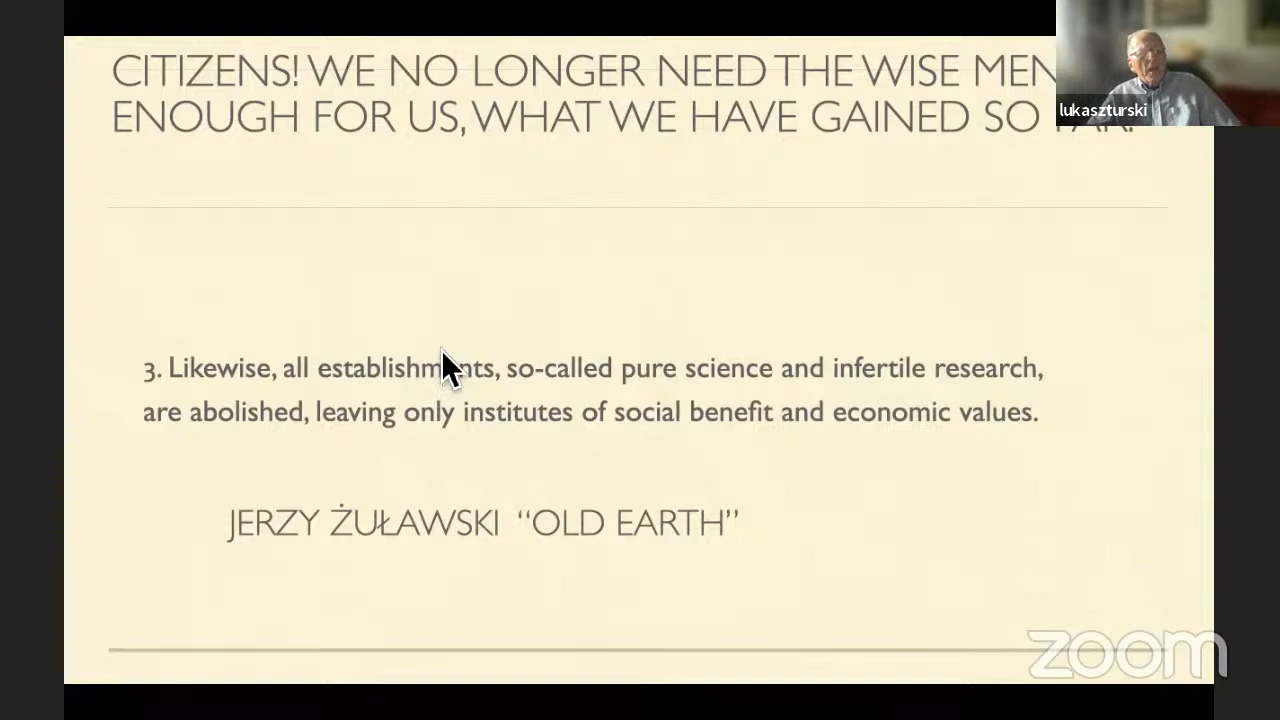 CITIZENS! WE NO LONGER NEED THE WISE MEN
ENOUGH FOR US, WHAT WE HAVE GAINED SO
lukaszturski
3. Likewise, all establishments, so-called pure science and infertile research,
are abolished, leaving only institutes of social benefit and economic values.
JERZY ŻUŁAWSKI “OLD EARTH”
zoom